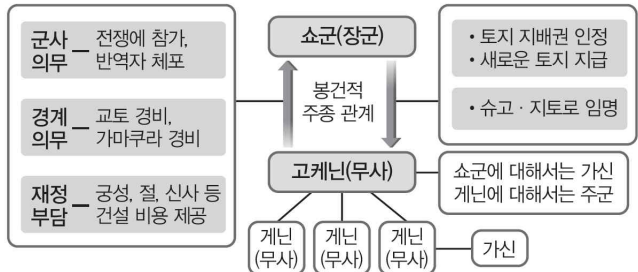 군사 의무
전쟁에 참가,
반역자 체포
경계 의무
교토 경비,
가마쿠라 경비
재정 부담
궁성, 절, 신사 등
건설 비용 제공
쇼군(장군)
봉건적
주종 관계
고케닌(무사)
게닌
(무사)
게닌
(무사)
게닌
(무사)
가신
• 토지 지배권 인정
• 새로운 토지 지급
• 슈고 · 지토로 임명
쇼군에 대해서는 가신
게닌에 대해서는 주군